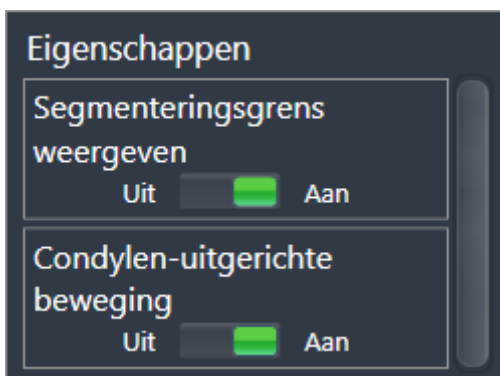 Eigenschappen
Segmenteringsgrens
weergeven
Uit Aan
Condylen-uitgerichte
beweging
Uit Aan